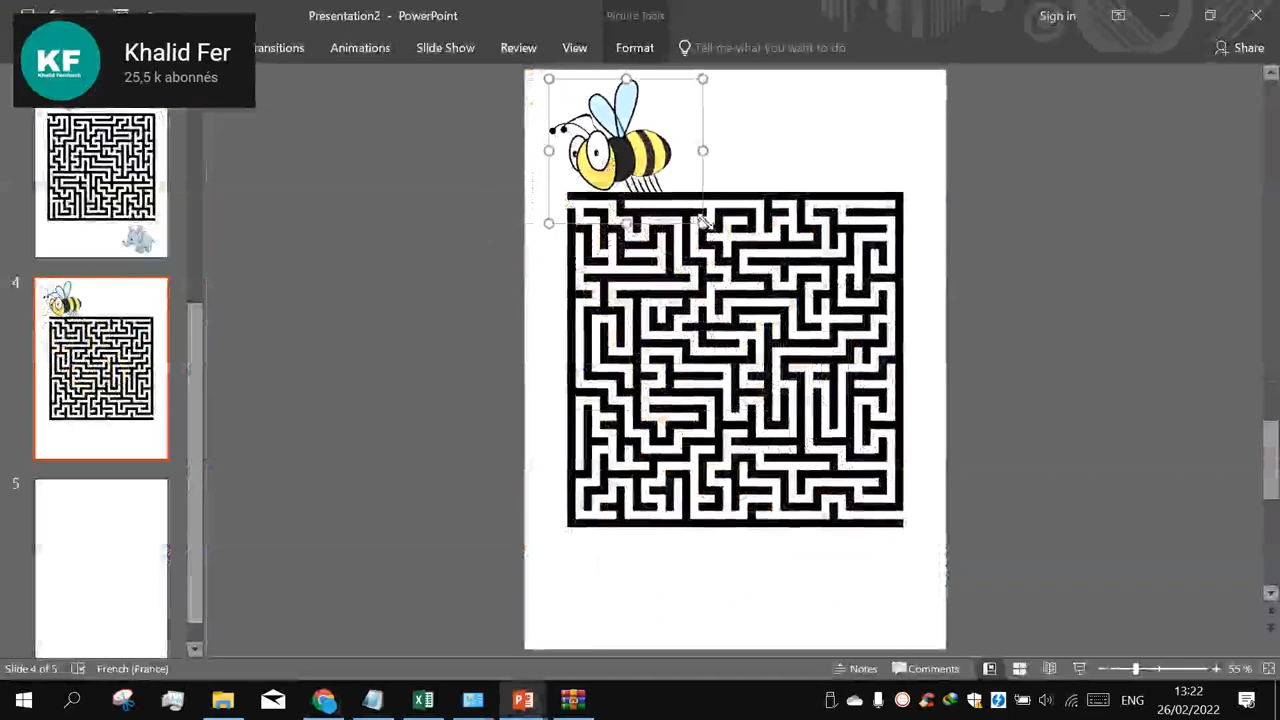 Presentation2 - PowerPoint
Picture Tools
Sign in
KF
Khalid Fer
25,5 k abonnés
ansitions
Animations
Slide Show
Review
View
Format
Tell me what you want to do
Share
4
5
Slide 4 of 5
French (France)
Notes
Comments
55 %
ENG
13:22
26/02/2022